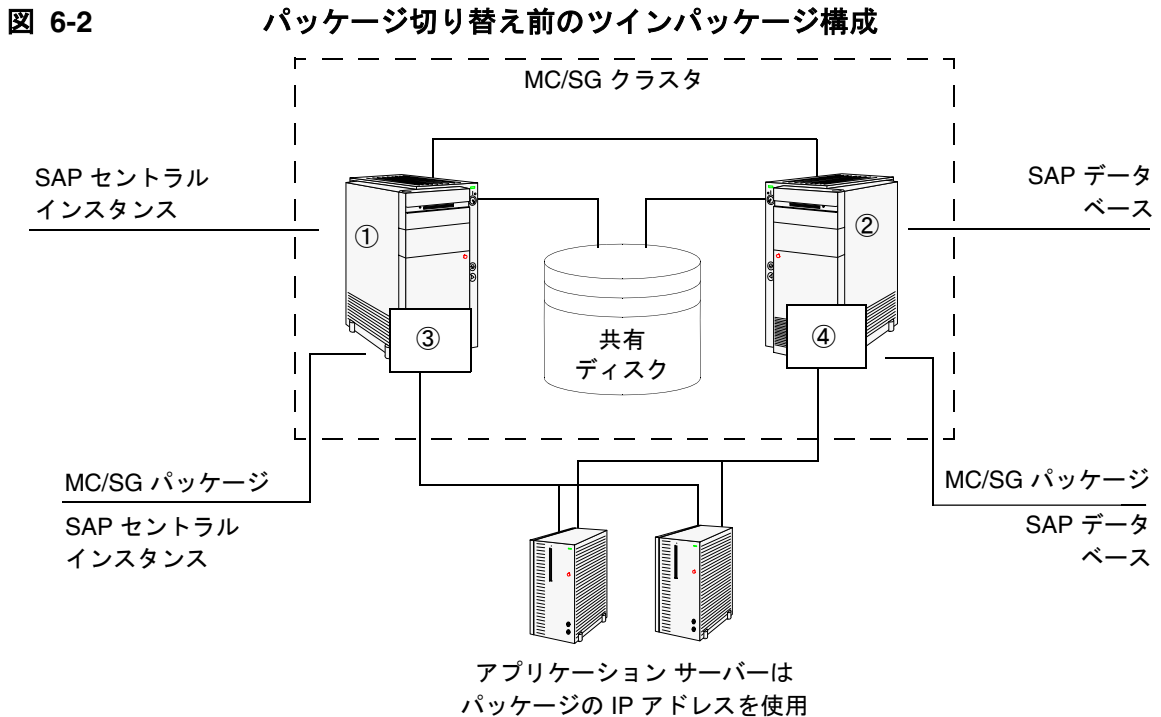 図 6-2 パッケージ切り替え前のツインパッケージ構成
MC/SG クラスタ
SAP セントラル
インスタンス
SAP データ
ベース
①
②
③
④
共有
ディスク
MC/SG パッケージ
SAP セントラル
インスタンス
MC/SG パッケージ
SAP データ
ベース
アプリケーション サーバーは
パッケージの IP アドレスを使用